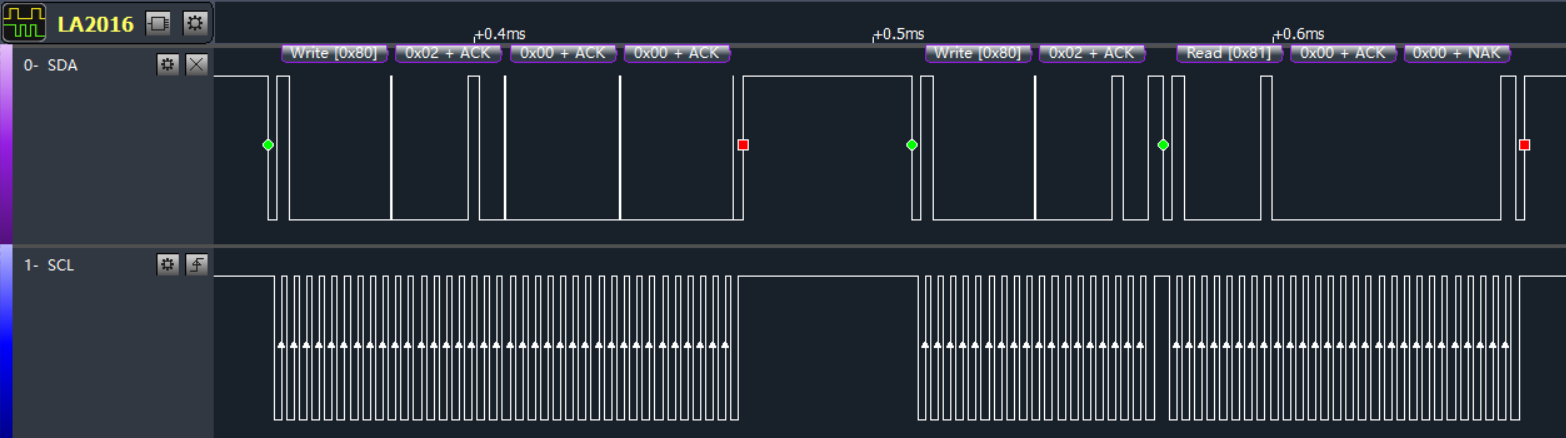 LA2016
+0.4ms +0.5ms +0.6ms
Write [0x80] 0x02 + ACK 0x00 + ACK 0x00 + ACK Write [0x80] 0x02 + ACK Read [0x81] 0x00 + ACK 0x00 + NAK
0- SDA
1- SCL